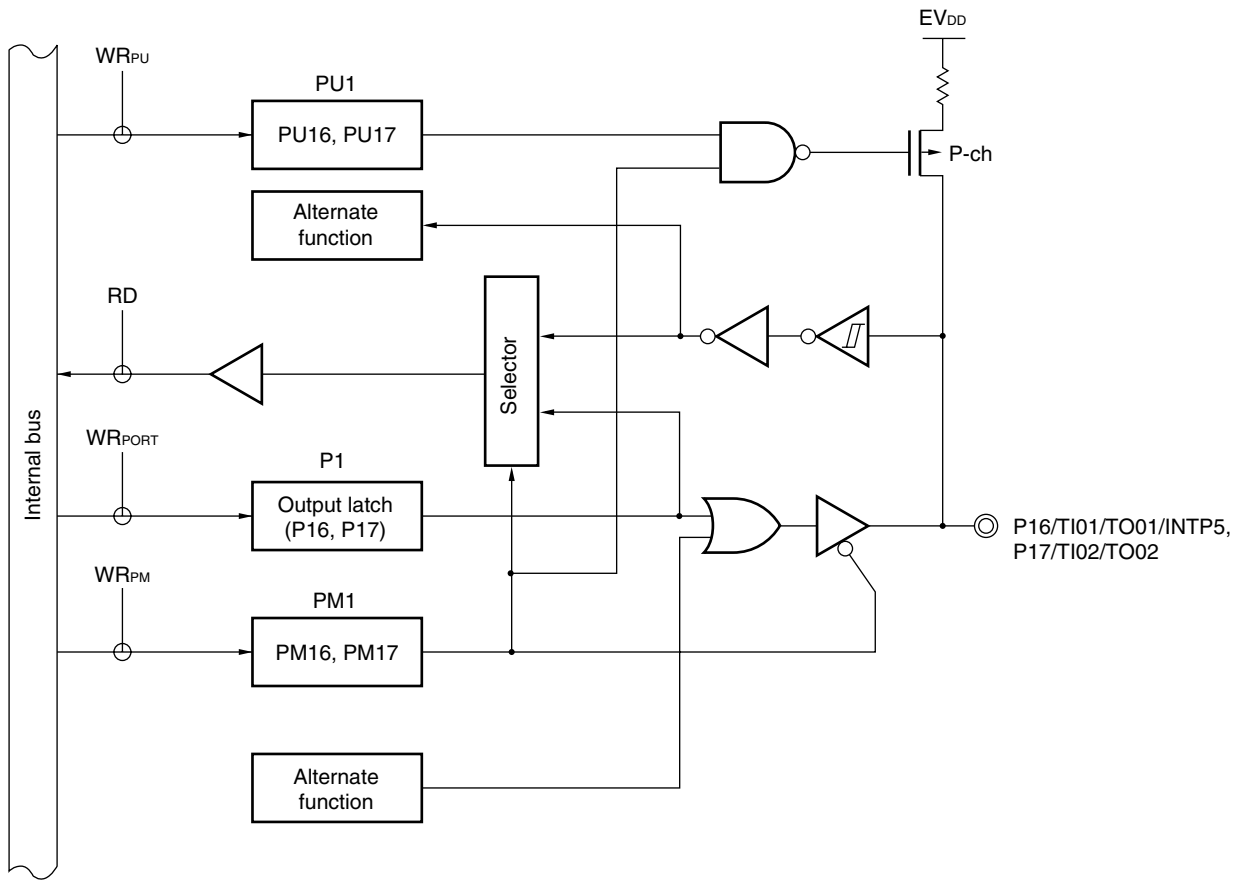 EVDD
WRPU
PU1
PU16, PU17
P-ch
Alternate
function
RD
Selector
Internal bus
WRPORT
P1
Output latch
(P16, P17)
P16/TI01/TO01/INTP5,
P17/TI02/TO02
WRPM
PM1
PM16, PM17
Alternate
function